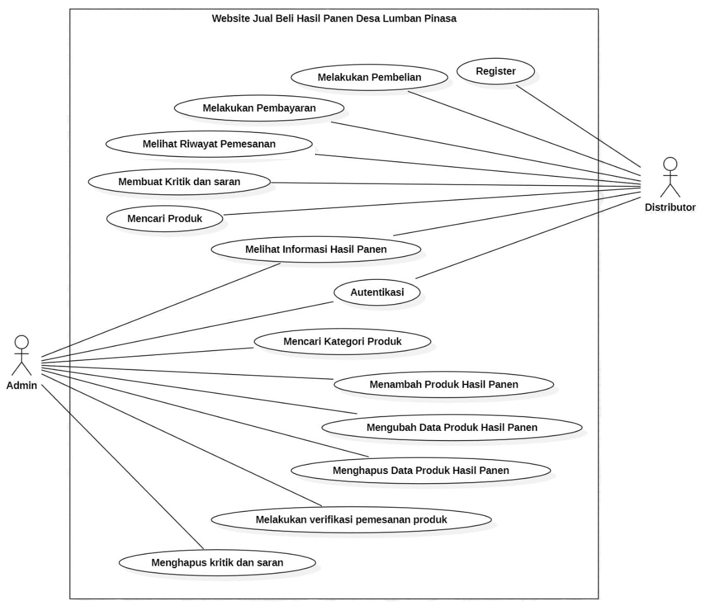 Website Jual Beli Hasil Panen Desa Lumban Pinasa
Register
Melakukan Pembelian
Melakukan Pembayaran
Melihat Riwayat Pemesanan
Membuat Kritik dan saran
Mencari Produk
Distributor
Melihat Informasi Hasil Panen
Autentikasi
Mencari Kategori Produk
Admin
Menambah Produk Hasil Panen
Mengubah Data Produk Hasil Panen
Menghapus Data Produk Hasil Panen
Melakukan verifikasi pemesanan produk
Menghapus kritik dan saran